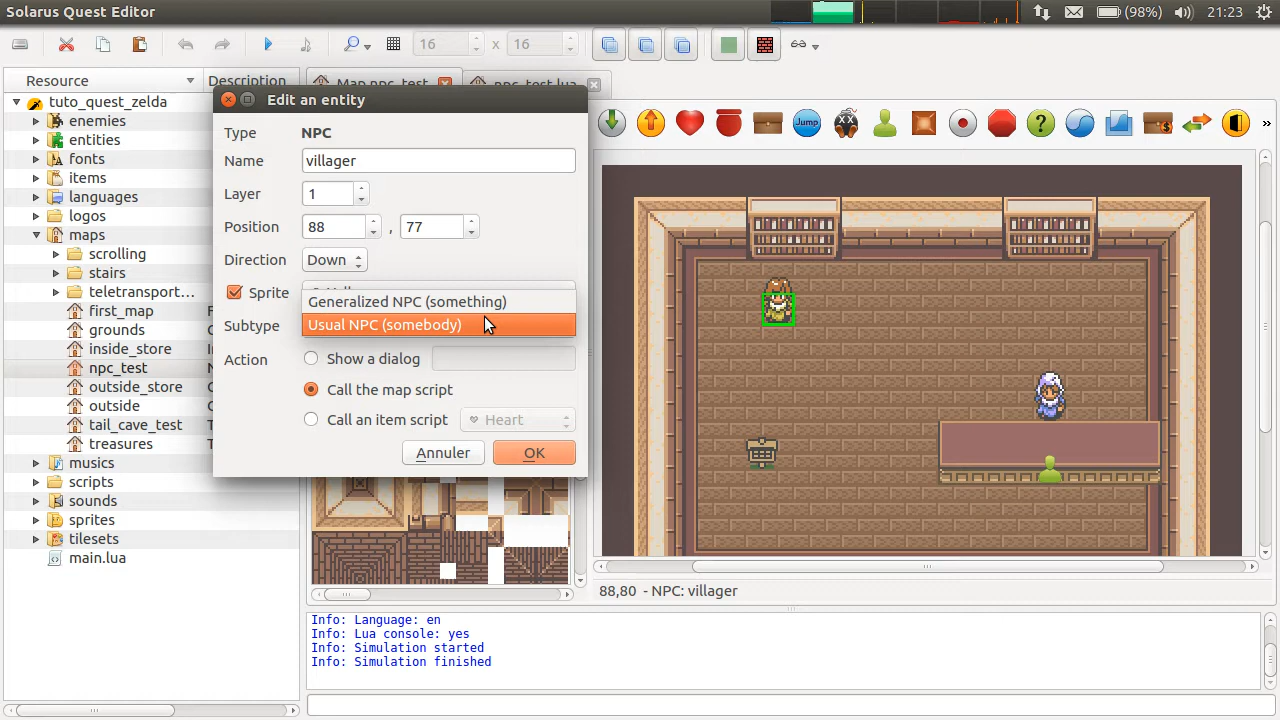 Solarus Quest Editor
(98%)
21:23
16 x 16
Resource
Description
Map npc_test
npc_test.lua
tuto_quest_zelda
enemies
entities
fonts
items
languages
logos
maps
scrolling
stairs
teletransport...
first_map
grounds
inside_store
npc_test
outside_store
outside
tail_cave_test
treasures
musics
scripts
sounds
sprites
tilesets
main.lua
Edit an entity
Type NPC
Name villager
Layer 1
Position 88 , 77
Direction Down
Sprite
Generalized NPC (something)
Subtype Usual NPC (somebody)
Action Show a dialog
Call the map script
Call an item script Heart
Annuler OK
Jump
»
88,80 - NPC: villager
Info: Language: en
Info: Lua console: yes
Info: Simulation started
Info: Simulation finished